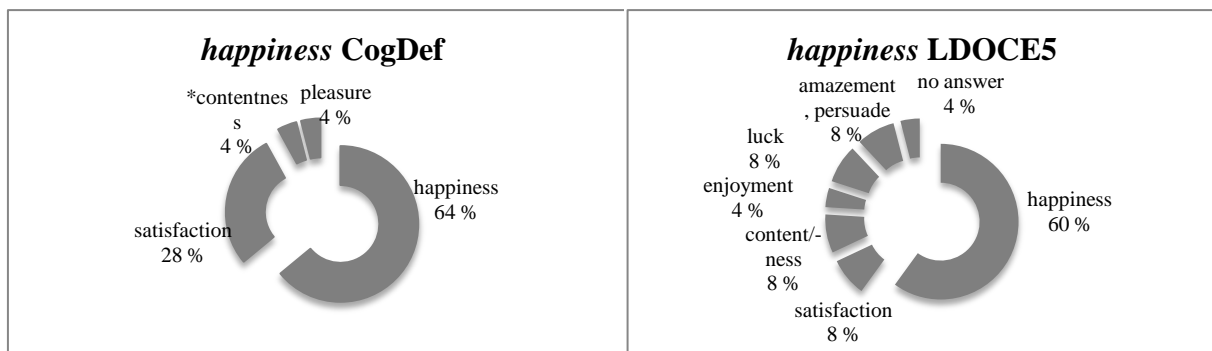 happiness CogDef
*contentnes
s
4 %
pleasure
4 %
happiness
64 %
satisfaction
28 %
happiness LDOCE5
amazement
, persuade
8 %
no answer
4 %
luck
8 %
enjoyment
4 %
content/-
ness
8 %
satisfaction
8 %
happiness
60 %